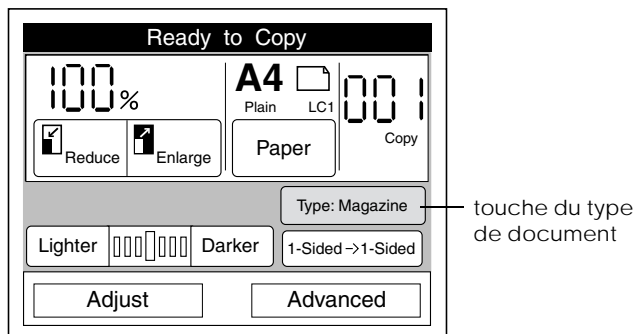 Ready to Copy
100%
A4
Plain
LC1
001
Copy
Reduce
Enlarge
Paper
Type: Magazine
touche du type
de document
Lighter
Darker
1-Sided->1-Sided
Adjust
Advanced